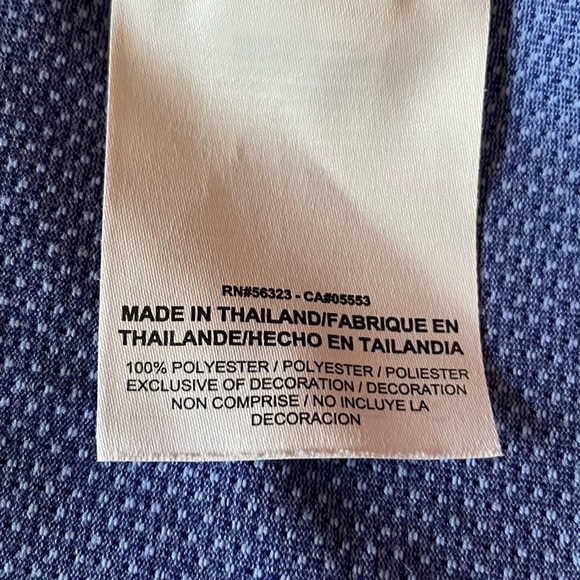 RN#56323 - CA#05553
MADE IN THAILAND/FABRIQUE EN
THAILANDE/HECHO EN TAILANDIA
100% POLYESTER / POLYESTER / POLIESTER
EXCLUSIVE OF DECORATION / DECORATION
NON COMPRISE / NO INCLUYE LA
DECORACION